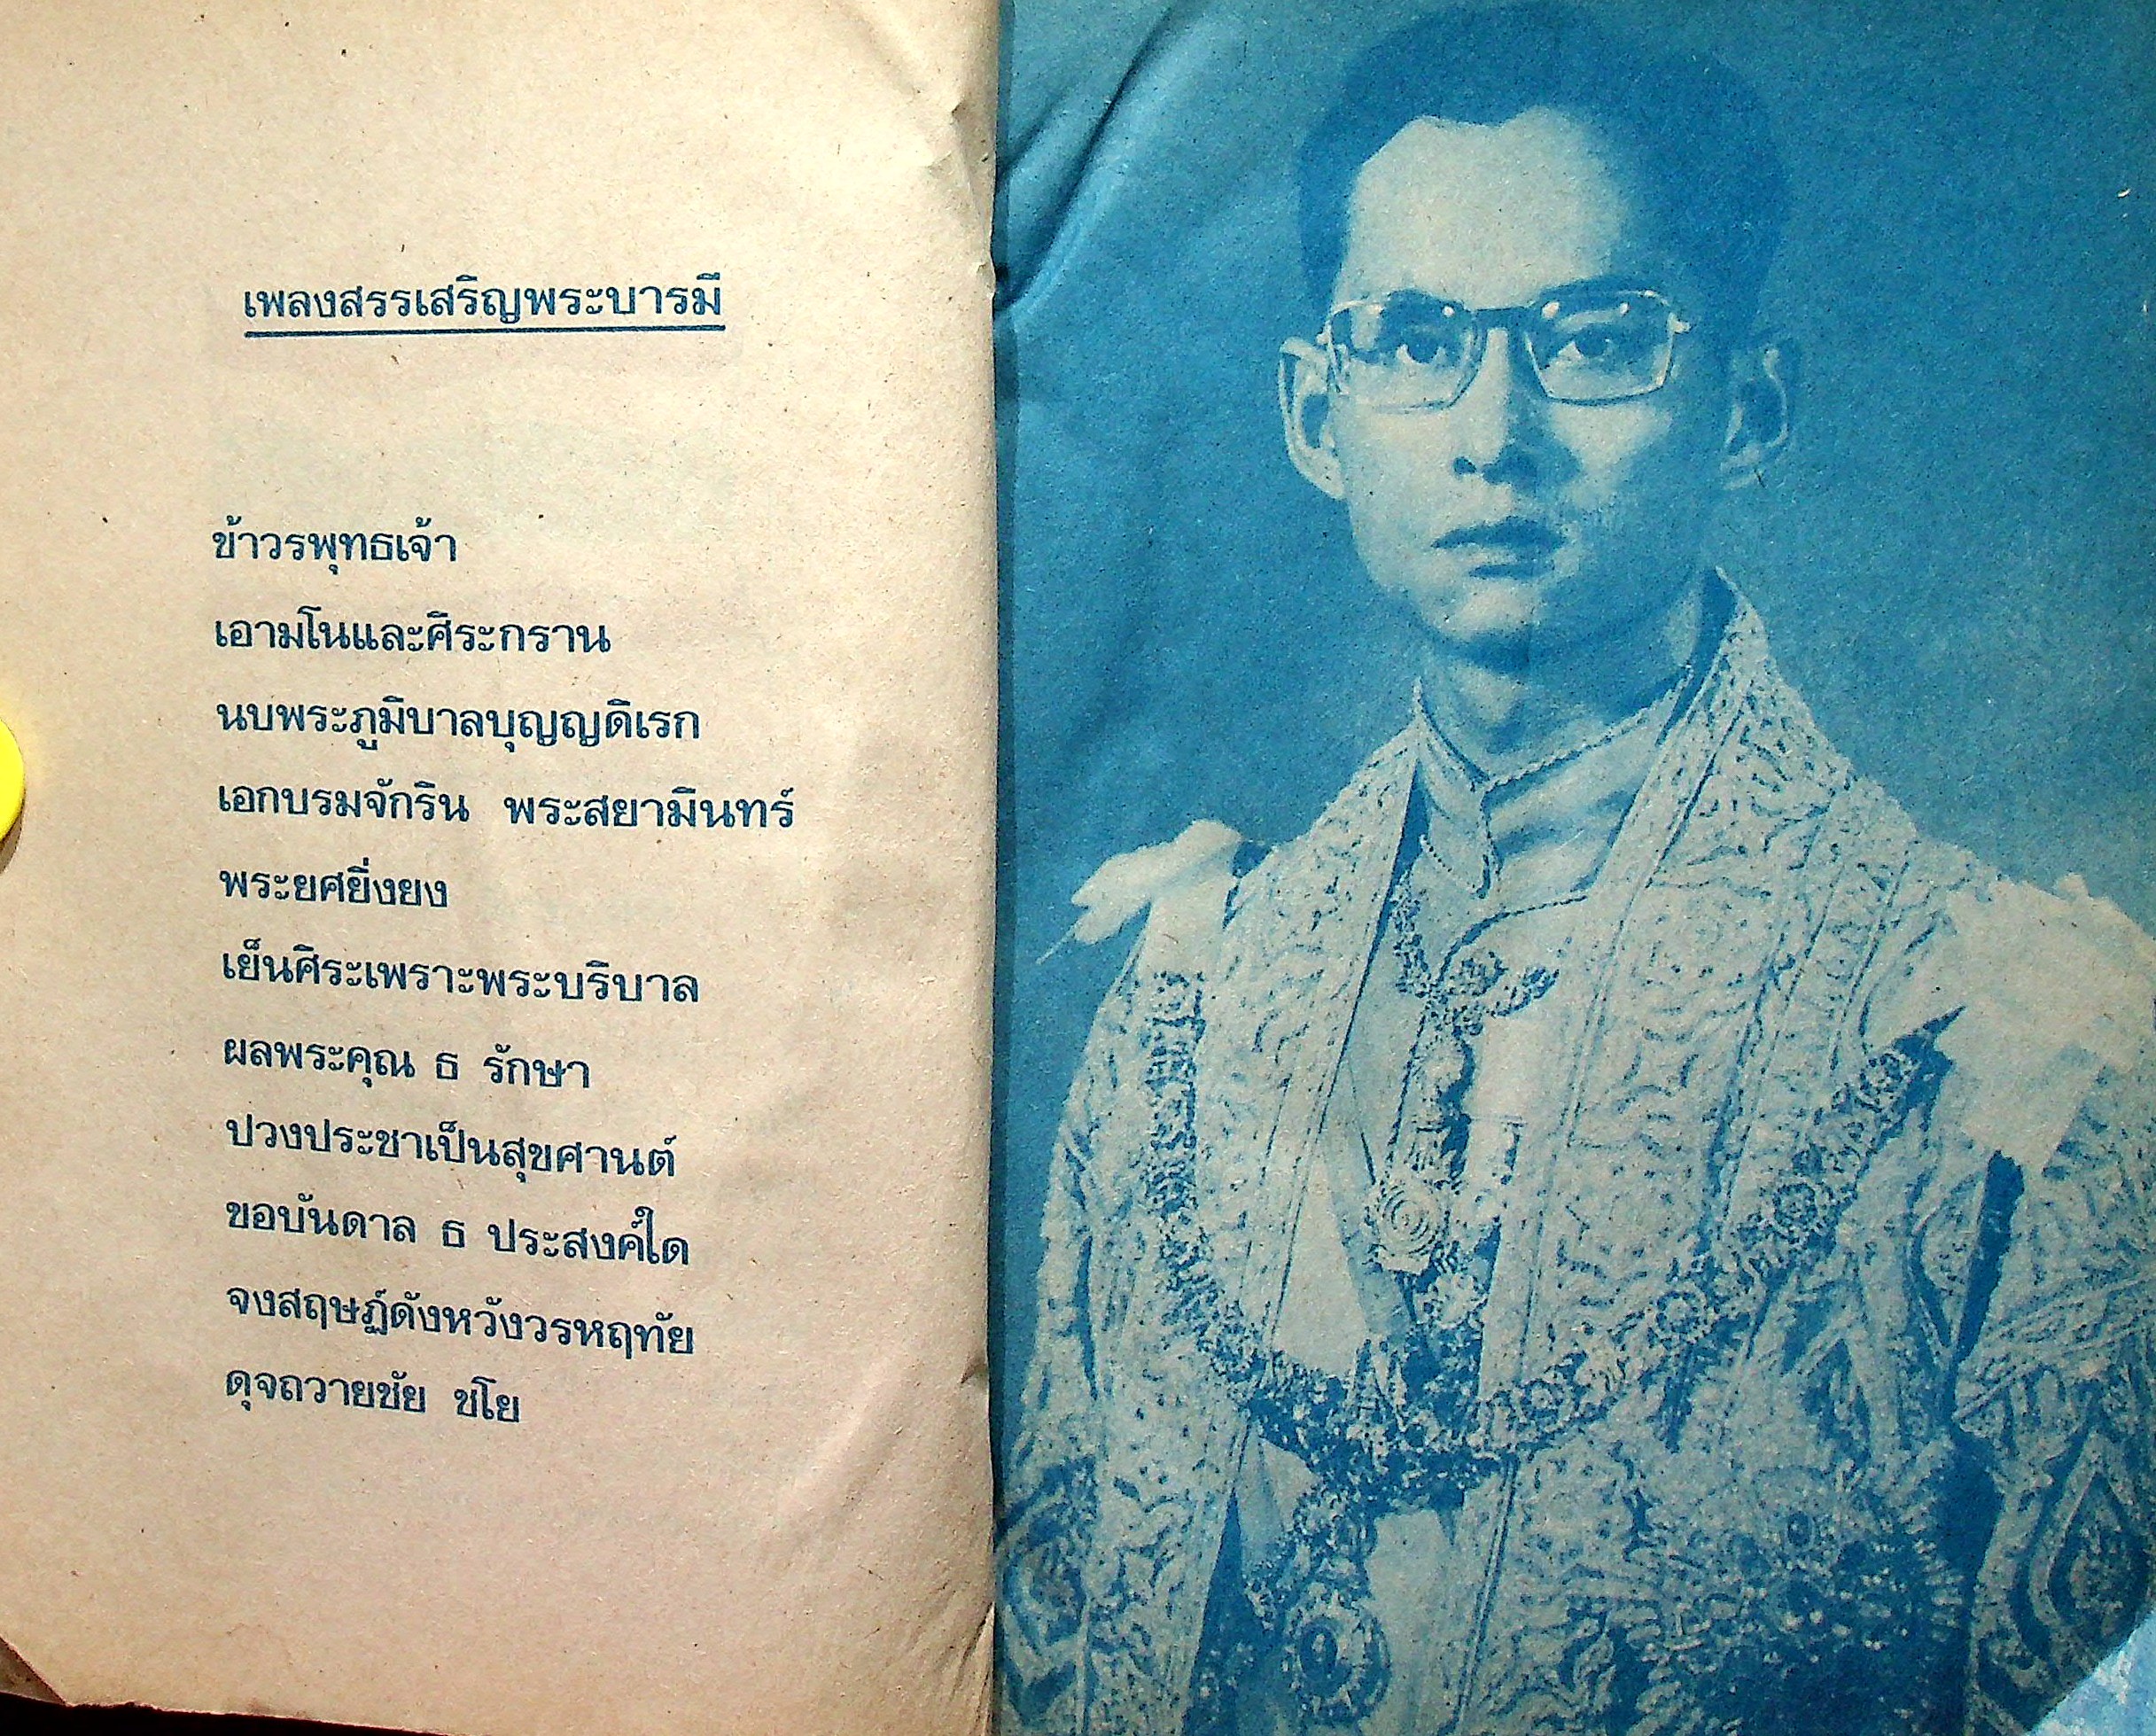 เพลงสรรเสริญพระบารมี
ข้าวรพุทธเจ้า
เอามโนและศิระกราน
นบพระภูมิบาลบุญญดิเรก
เอกบรมจักริน พระสยามินทร์
พระยศยิ่งยง
เย็นศิระเพราะพระบริบาล
ผลพระคุณ ธ รักษา
ปวงประชาเป็นสุขศานต์
ขอบันดาล ธ ประสงค์ใด
จงสฤษฏ์ดังหวังวรหฤทัย
ดุจถวายชัย ชโย